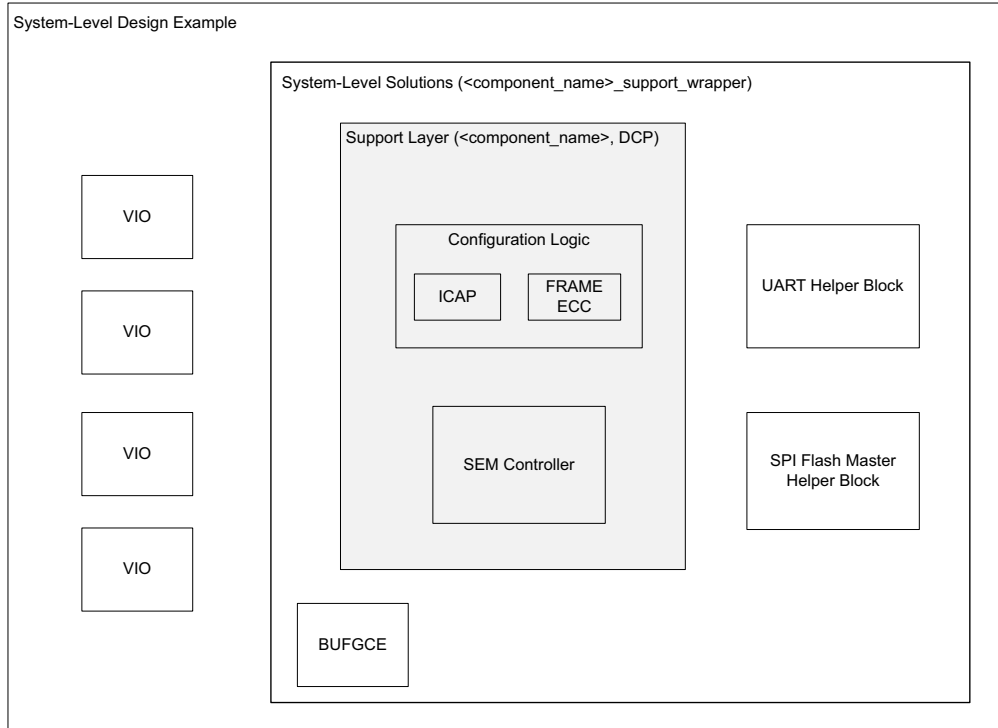 System-Level Design Example
System-Level Solutions (<component_name>_support_wrapper)
Support Layer (<component_name>, DCP)
VIO
VIO
VIO
VIO
Configuration Logic
ICAP
FRAME
ECC
SEM Controller
UART Helper Block
SPI Flash Master
Helper Block
BUFGCE